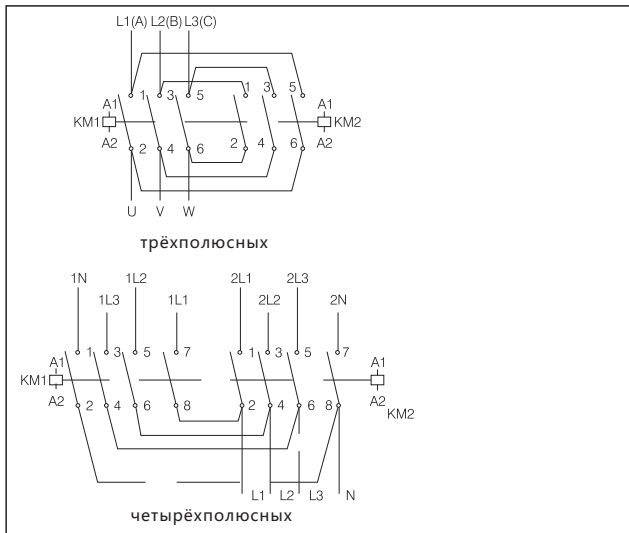 L1(A) L2(B) L3(C)
1 3 5 1 3 5
A1 A1
KM1 KM2
A2 A2
2 4 6 2 4 6
U V W
трёхполюсных
1N 1L2 2L1 2L3
1L3 1L1 2L2 2N
1 3 5 7 1 3 5 7
A1 A1
KM1
A2 A2
KM2
2 4 6 8 2 4 6 8
L1 L2 L3 N
четырёхполюсных